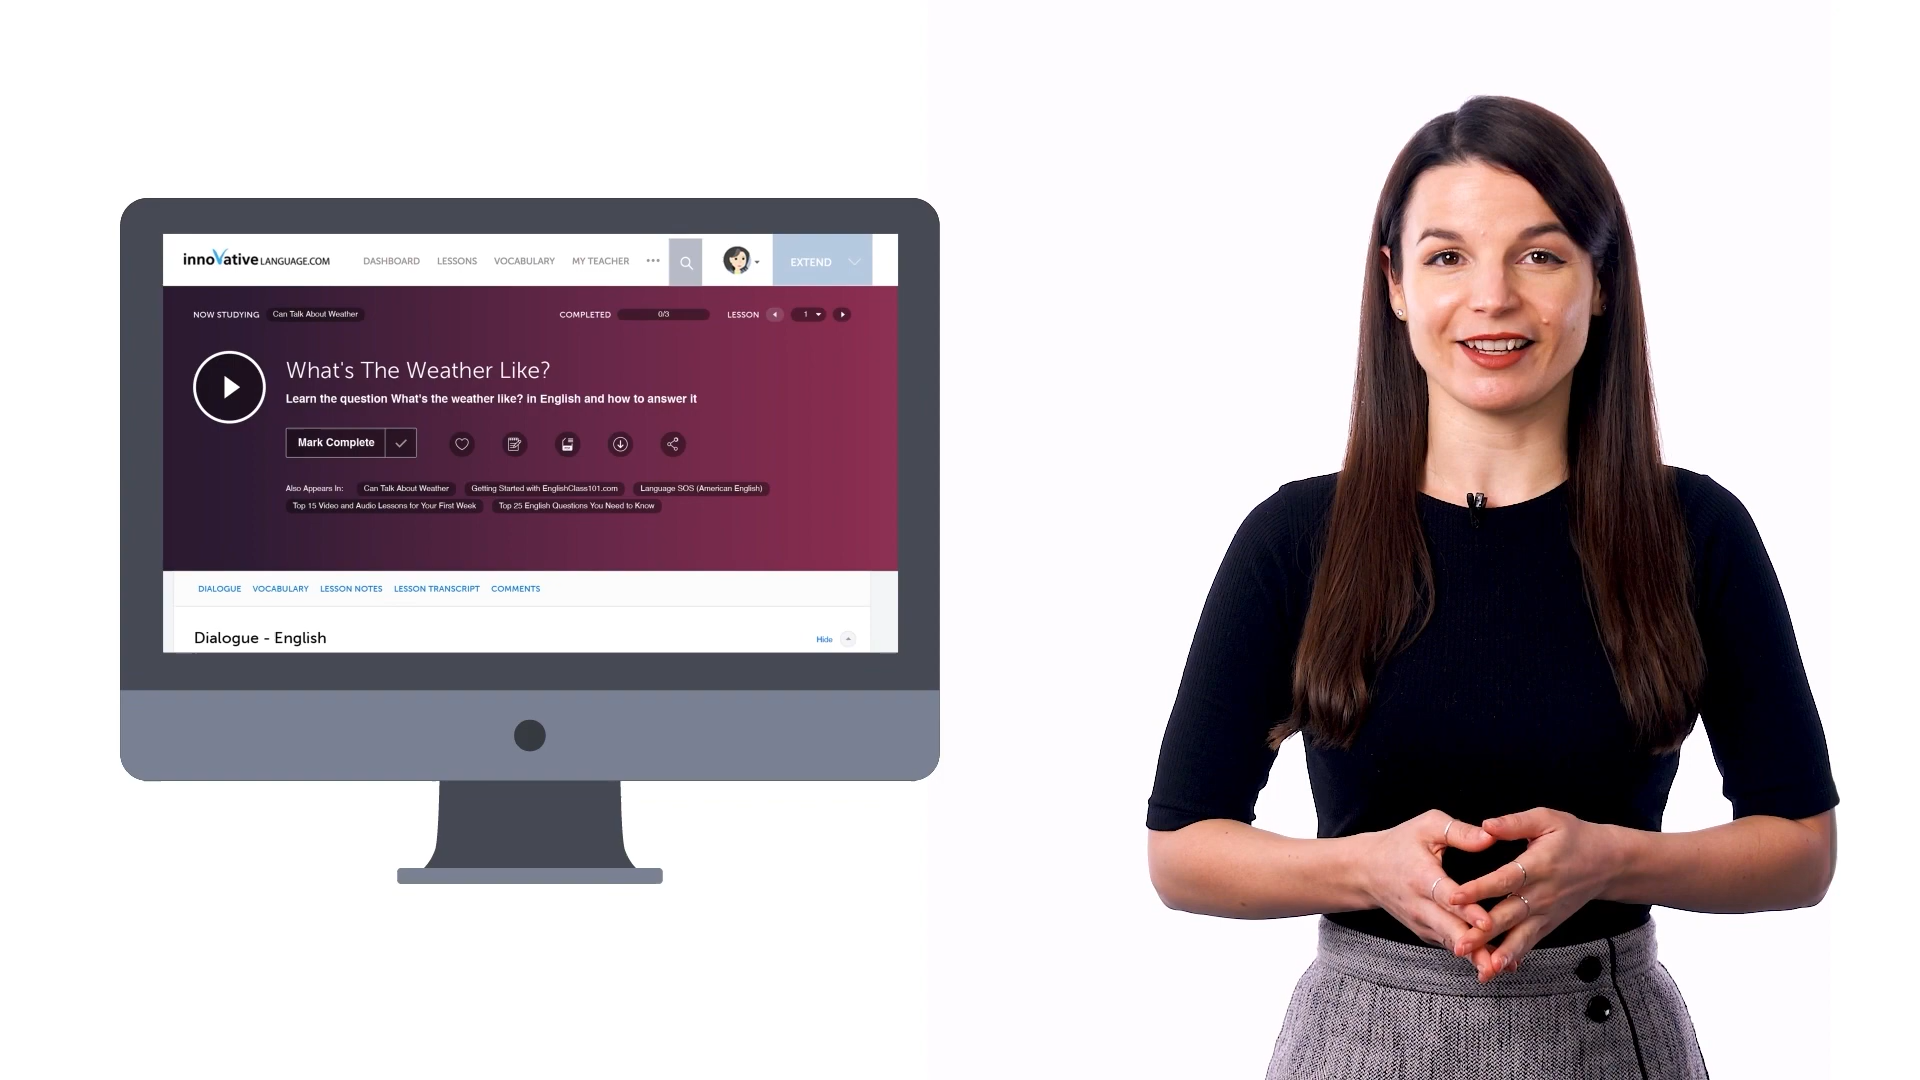 innoVative LANGUAGE.COM DASHBOARD LESSONS VOCABULARY MY TEACHER ••• EXTEND
NOW STUDYING Can Talk About Weather COMPLETED 0/3 LESSON 1
What's The Weather Like?
Learn the question What's the weather like? in English and how to answer it
Mark Complete
Also Appears In: Can Talk About Weather Getting Started with EnglishClass101.com Language SOS (American English)
Top 15 Video and Audio Lessons for Your First Week Top 25 English Questions You Need to Know
DIALOGUE VOCABULARY LESSON NOTES LESSON TRANSCRIPT COMMENTS
Dialogue - English Hide